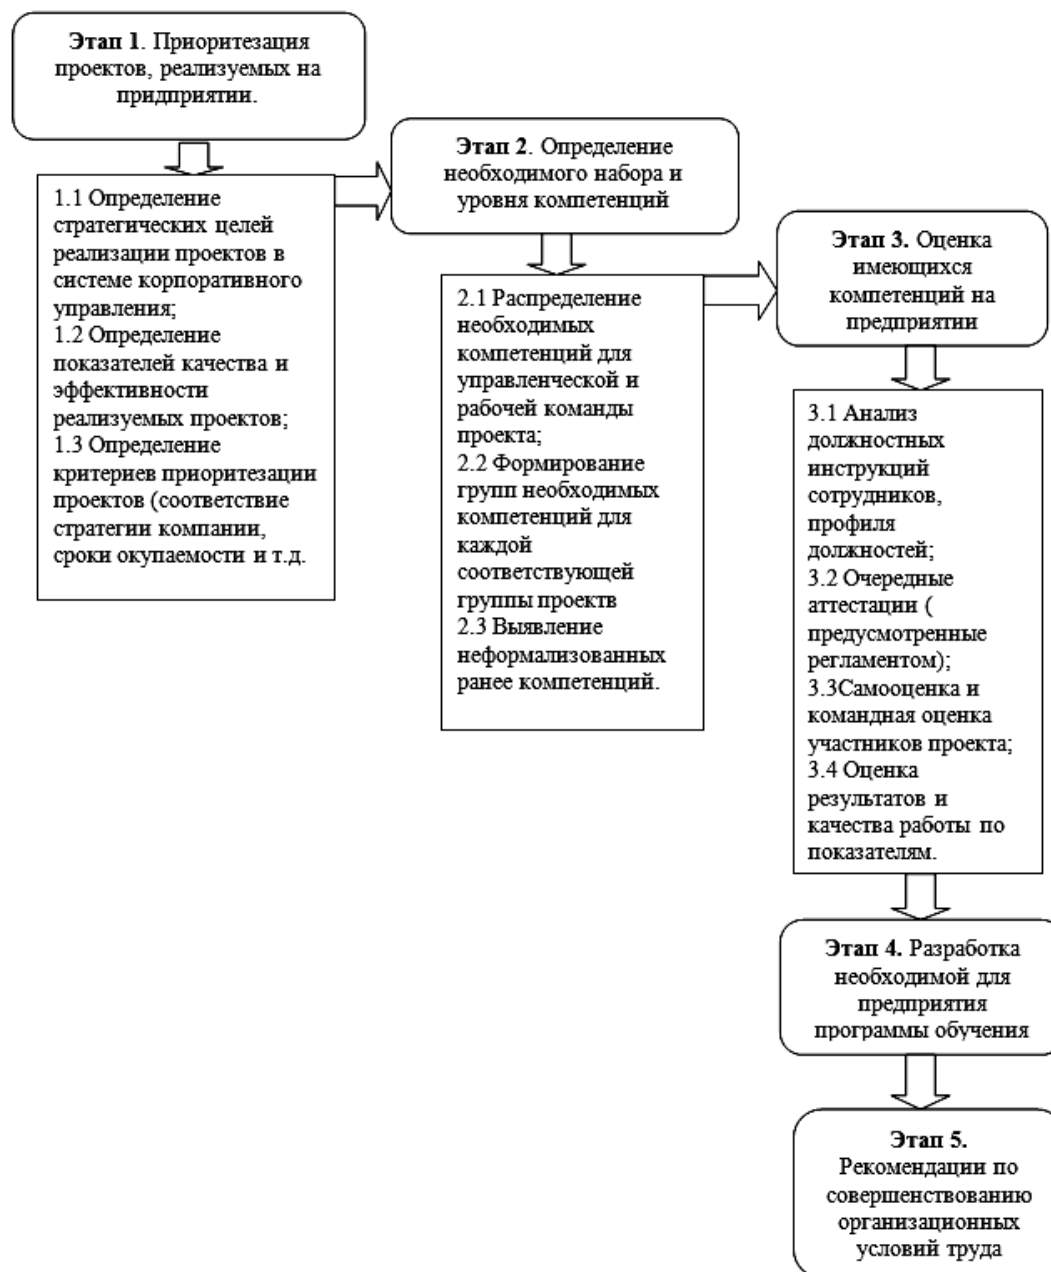 Этап 1. Приоритезация
проектов, реализуемых на
придприятии.
1.1 Определение
стратегических целей
реализации проектов в
системе корпоративного
управления;
1.2 Определение
показателей качества и
эффективности
реализуемых проектов;
1.3 Определение
критериев приоритезации
проектов (соответствие
стратегии компании,
сроки окупаемости и т.д.
Этап 2. Определение
необходимого набора и
уровня компетенций
2.1 Распределение
необходимых
компетенций для
управленческой и
рабочей команды
проекта;
2.2 Формирование
групп необходимых
компетенций для
каждой
соответствующей
группы проектв
2.3 Выявление
неформализованных
ранее компетенций.
Этап 3. Оценка
имеющихся
компетенций на
предприятии
3.1 Анализ
должностных
инструкций
сотрудников,
профиля
должностей;
3.2 Очередные
аттестации (
предусмотренные
регламентом);
3.3Самооценка и
командная оценка
участников проекта;
3.4 Оценка
результатов и
качества работы по
показателям.
Этап 4. Разработка
необходимой для
предприятия
программы обучения
Этап 5.
Рекомендации по
совершенствованию
организационных
условий труда